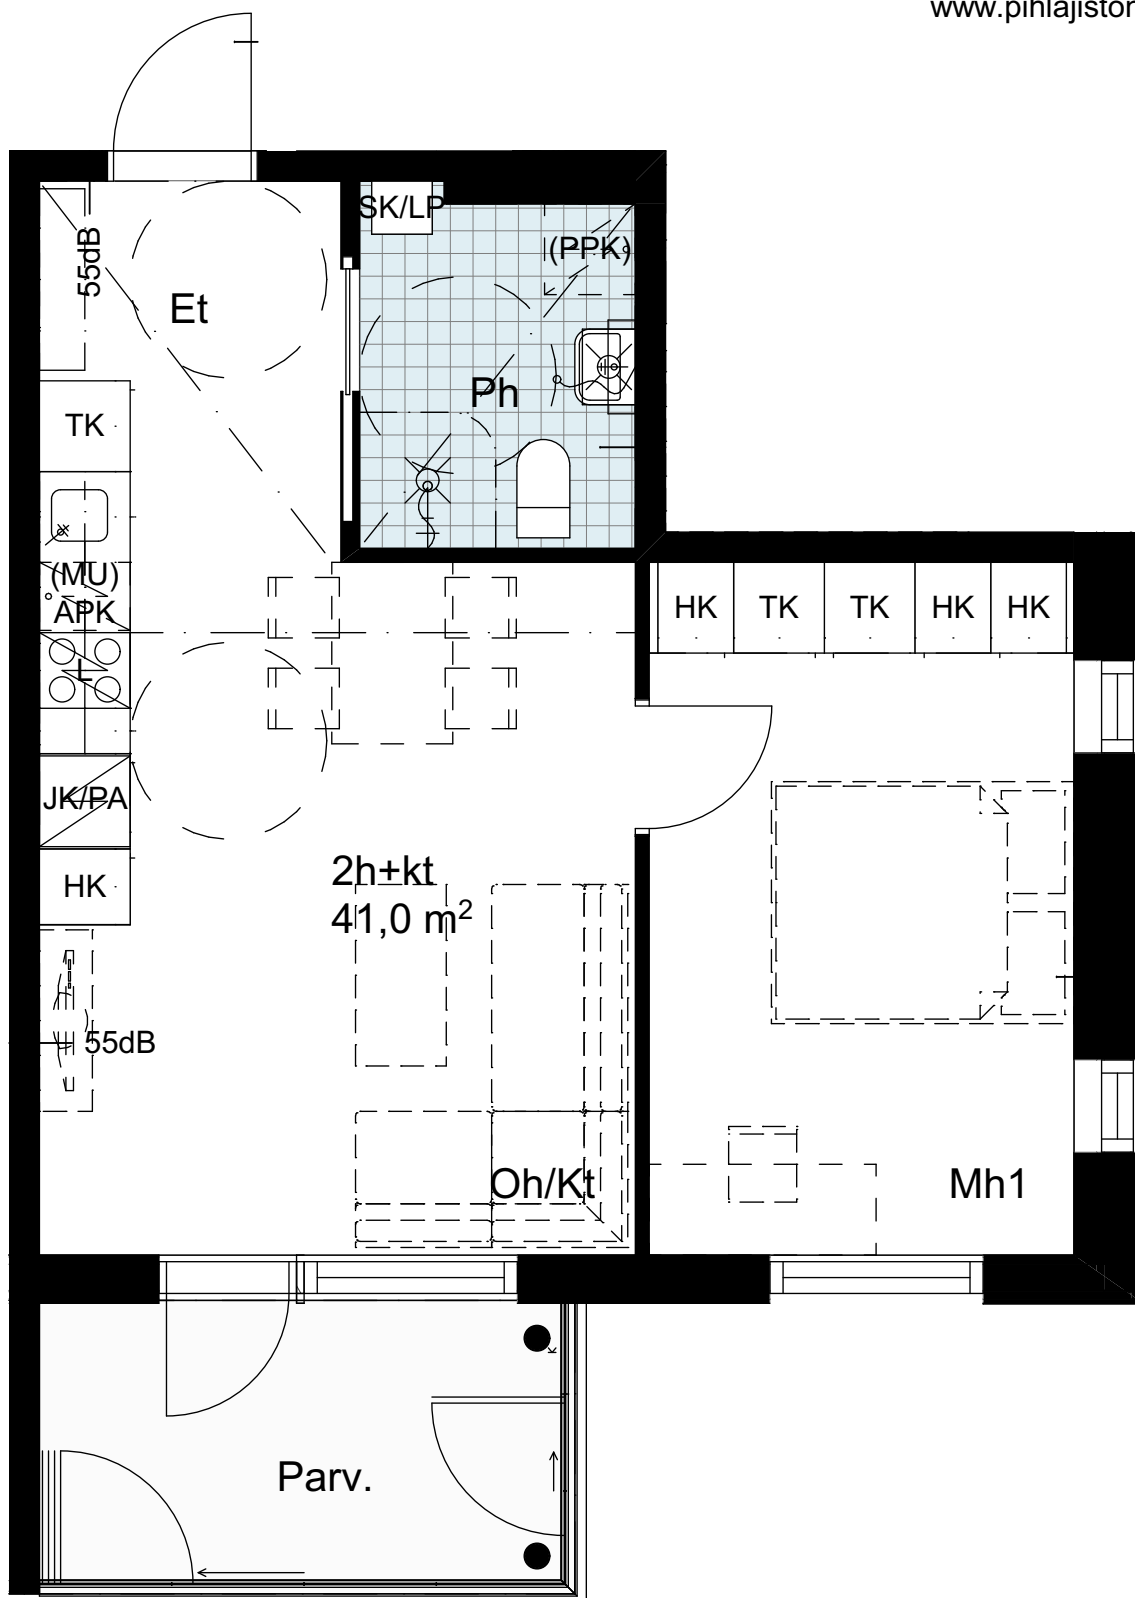 www.pihlajiston
SK/LP
(PPK)
55dB
Et
Ph
TK
(MU)
APK
L
HK TK TK HK HK
JK/PA
2h+kt
HK
41,0 m²
55dB
Oh/Kt
Mh1
Parv.